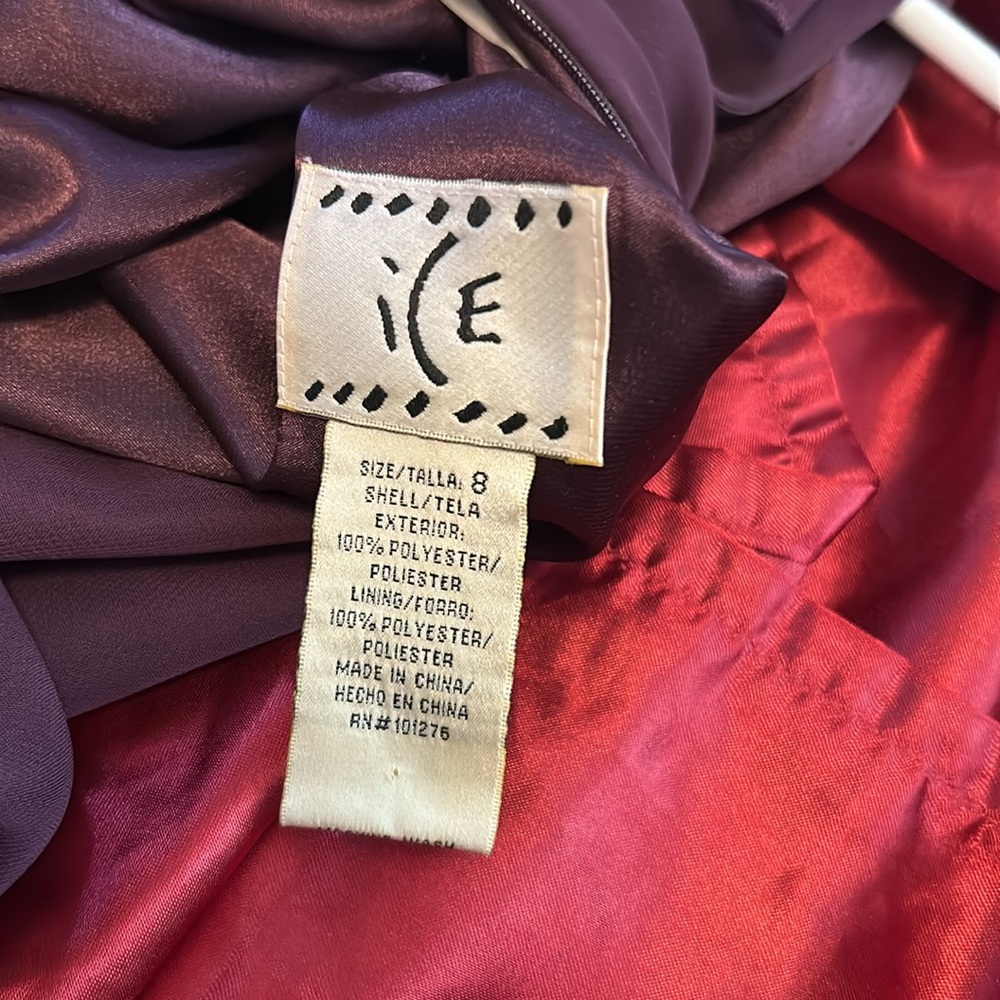 iCE
SIZE/TALLA: 8
SHELL/TELA
EXTERIOR:
100% POLYESTER/
POLIESTER
LINING/FORRO:
100% POLYESTER/
POLIESTER
MADE IN CHINA/
HECHO EN CHINA
RN#101276